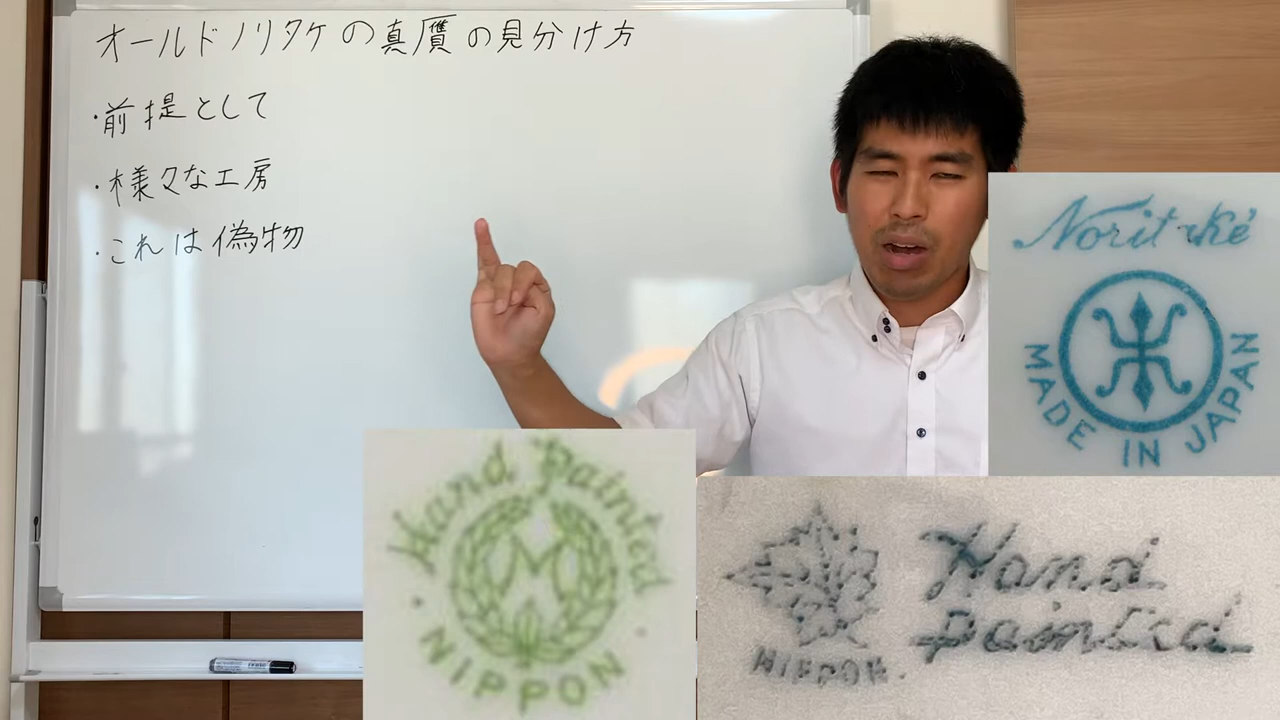 オールドノリタケの真贋の見分け方
・前提として
・様々な工房
・これは偽物
Noritaké
MADE IN JAPAN
Hand Painted
M
NIPPON
Hand
painted
NIPPON.